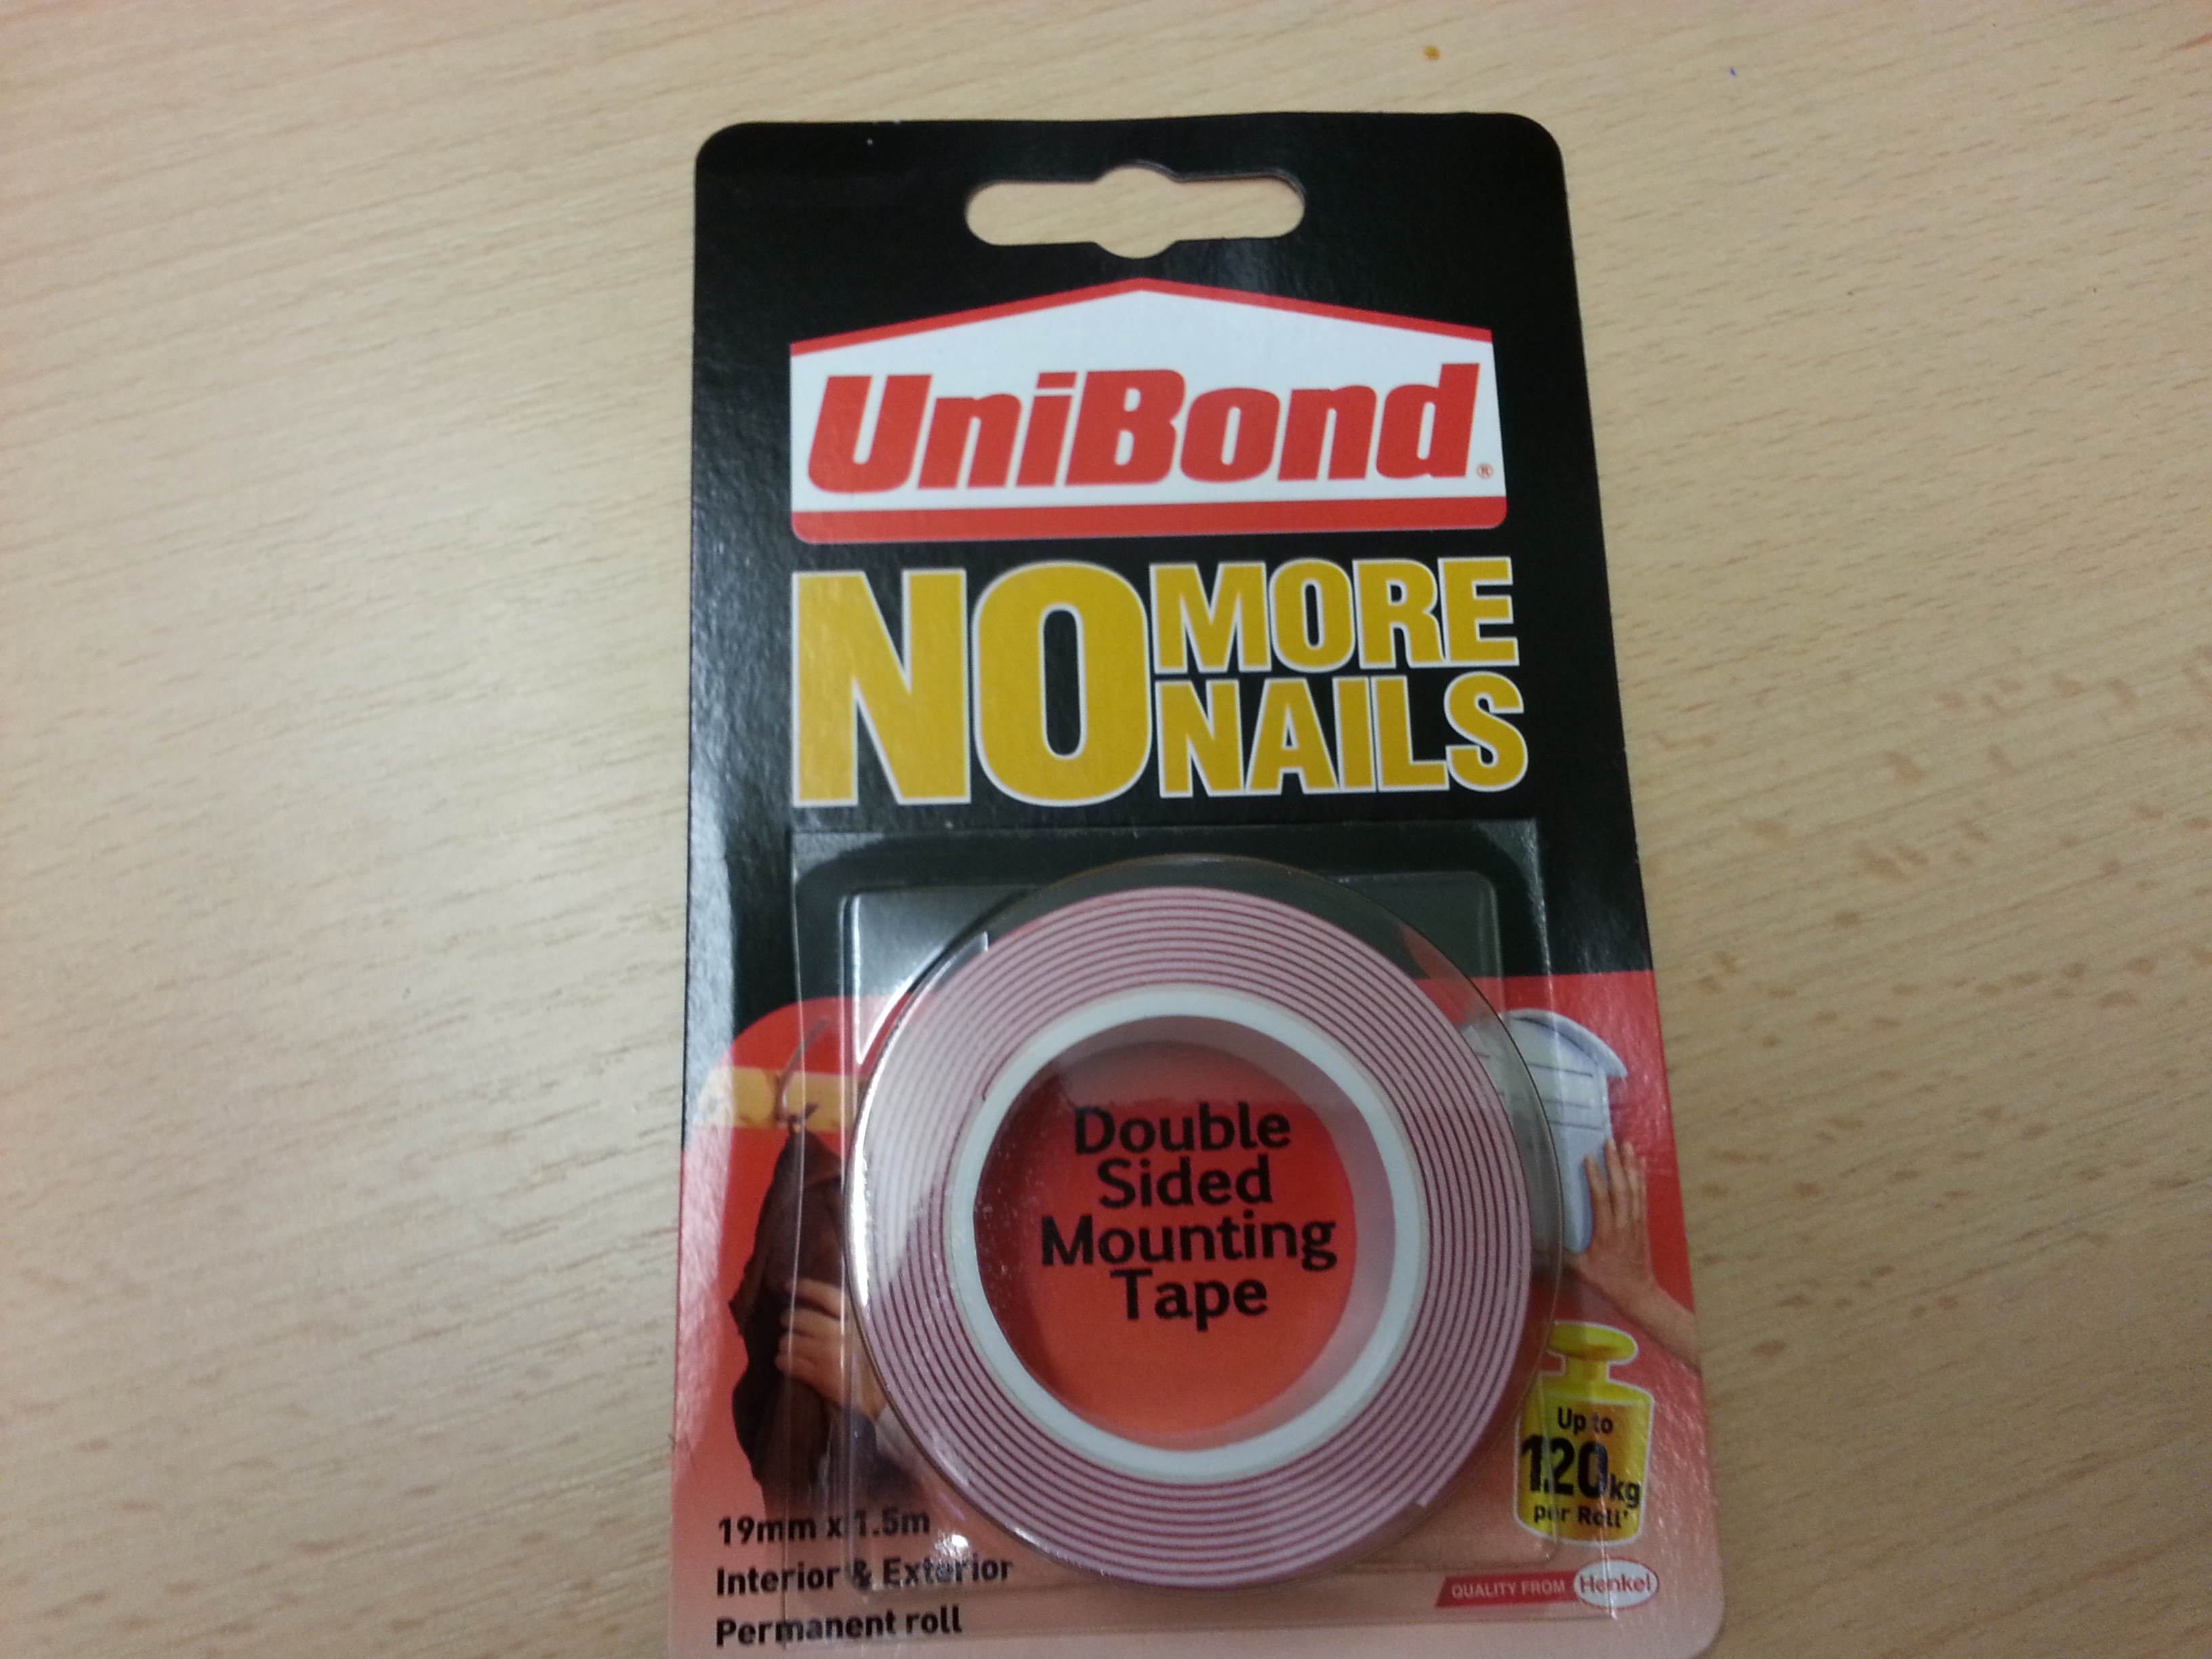 UniBond®
NO MORE
NAILS
Double
Sided
Mounting
Tape
Up to
120kg
per Roll*
19mm x 1.5m
Interior & Exterior
Permanent roll
QUALITY FROM Henkel